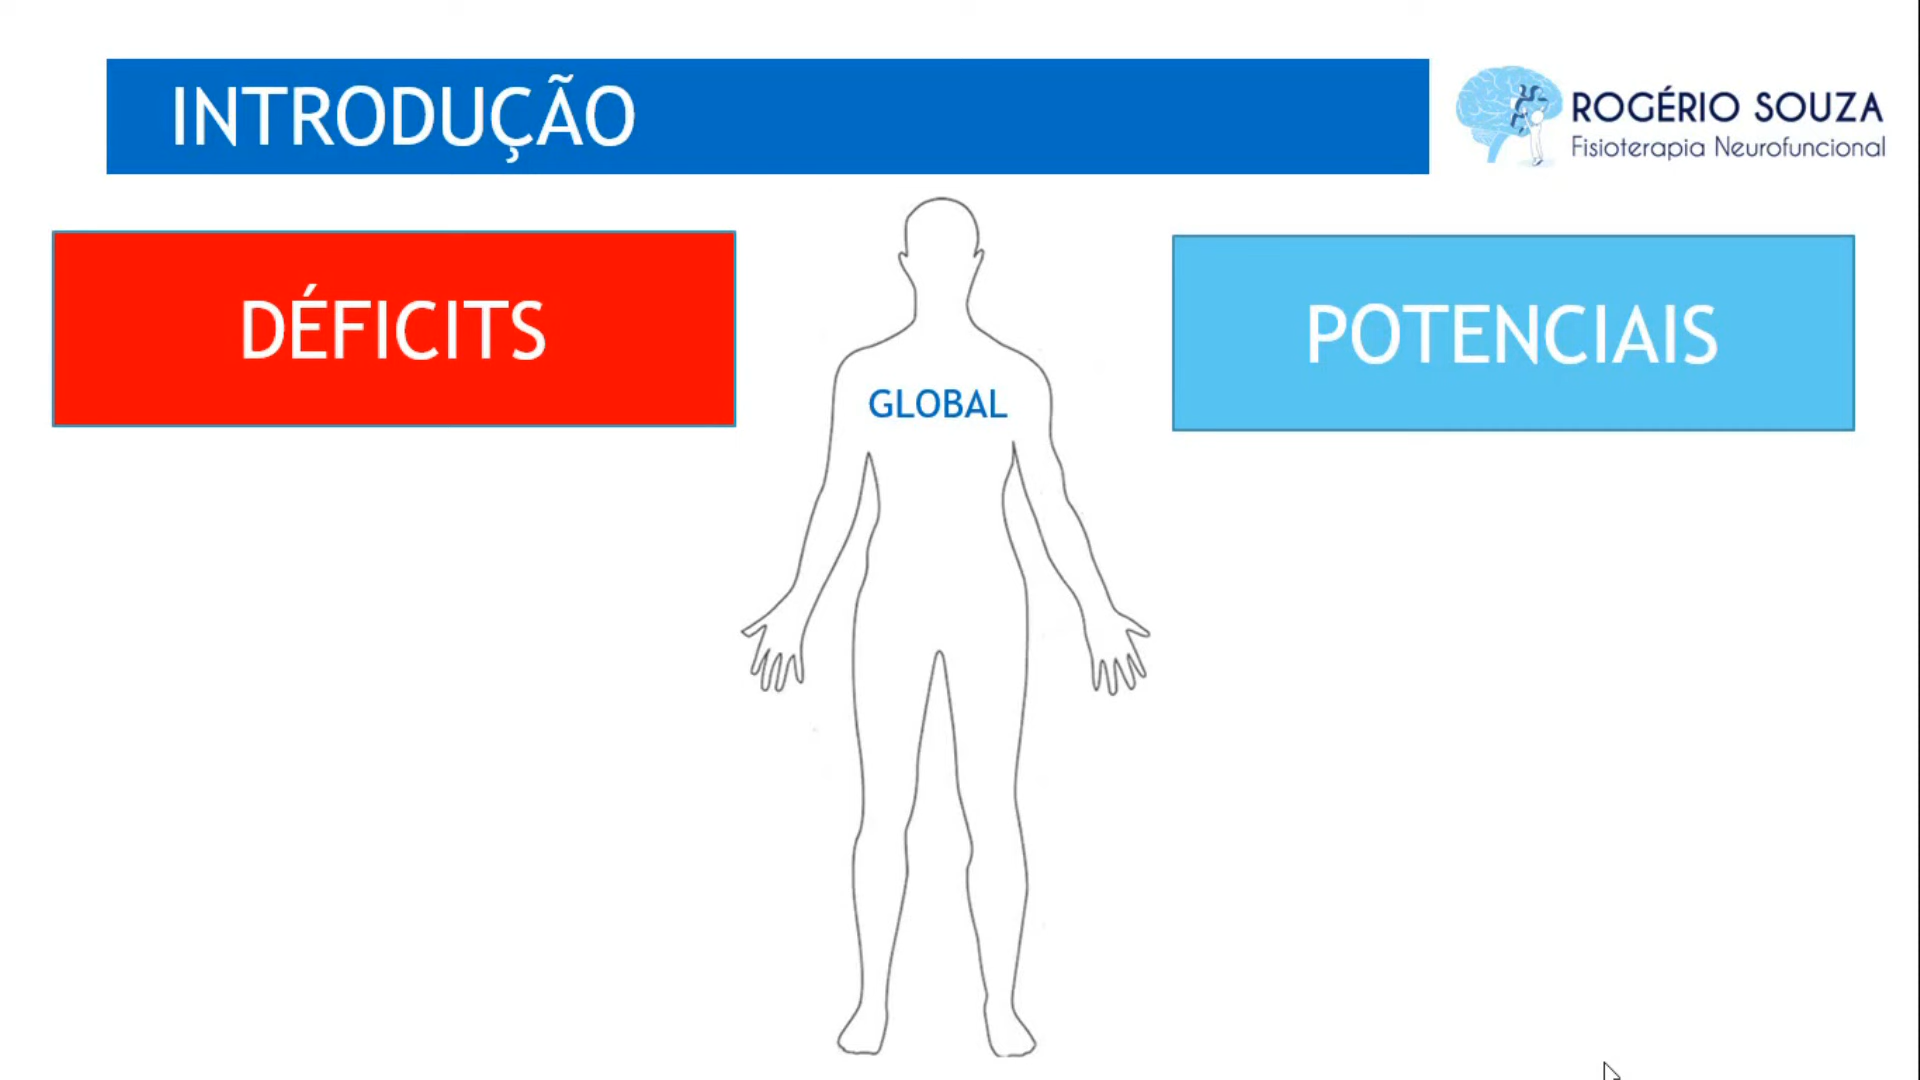 INTRODUÇÃO
ROGÉRIO SOUZA
Fisioterapia Neurofuncional
DÉFICITS
POTENCIAIS
GLOBAL